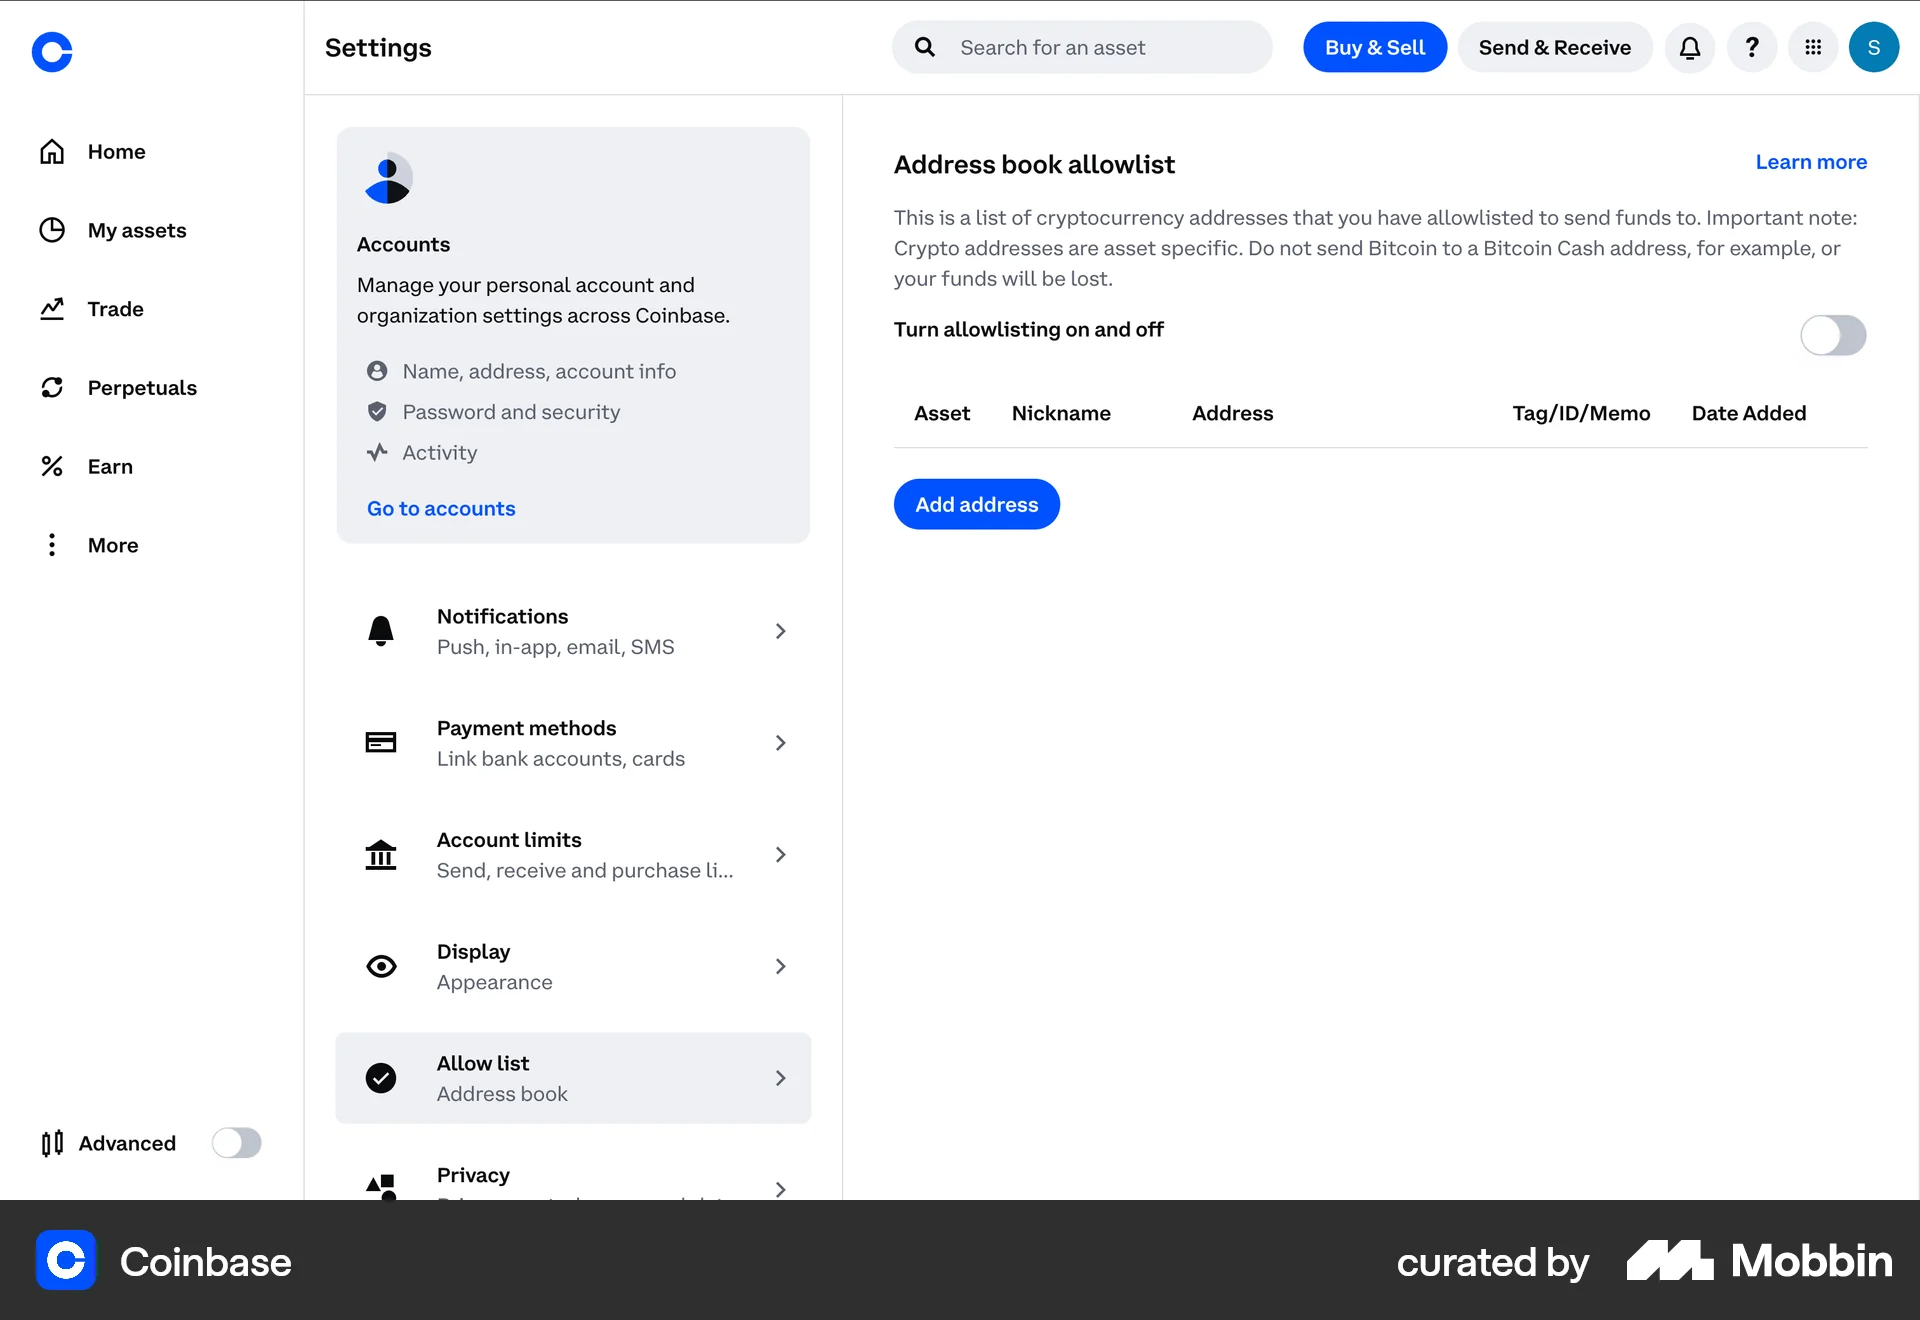 Settings
Search for an asset
Buy & Sell
Send & Receive
?
S
Home
My assets
Trade
Perpetuals
Earn
More
Advanced
Accounts
Manage your personal account and
organization settings across Coinbase.
Name, address, account info
Password and security
Activity
Go to accounts
Notifications
Push, in-app, email, SMS
Payment methods
Link bank accounts, cards
Account limits
Send, receive and purchase li...
Display
Appearance
Allow list
Address book
Privacy
Address book allowlist
Learn more
This is a list of cryptocurrency addresses that you have allowlisted to send funds to. Important note:
Crypto addresses are asset specific. Do not send Bitcoin to a Bitcoin Cash address, for example, or
your funds will be lost.
Turn allowlisting on and off
Asset Nickname Address Tag/ID/Memo Date Added
Add address
Coinbase
curated by Mobbin